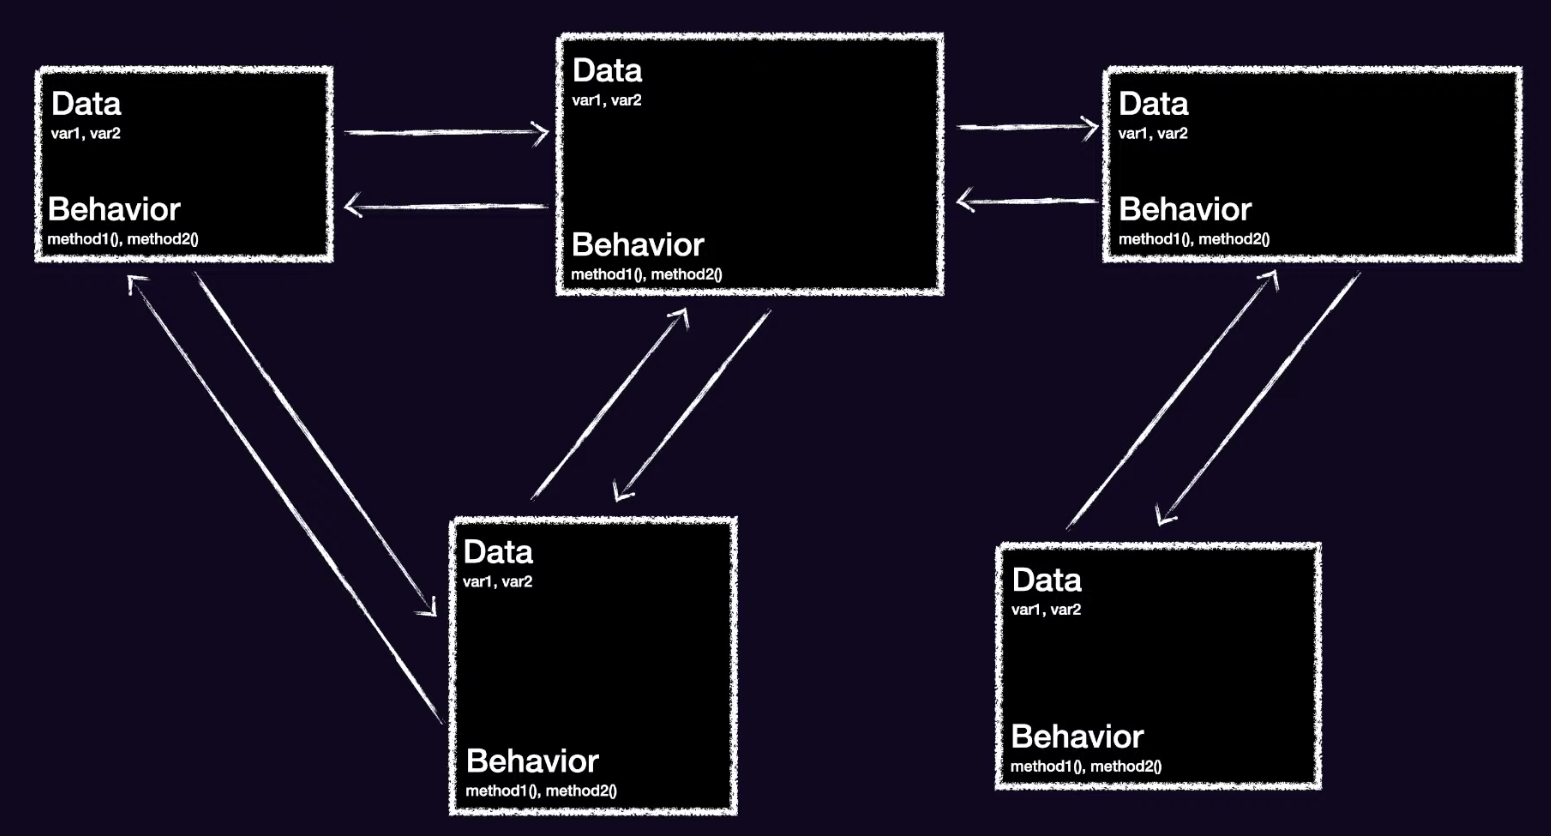 Data
var1, var2
Behavior
method1(), method2()
Data
var1, var2
Behavior
method1(), method2()
Data
var1, var2
Behavior
method1(), method2()
Data
var1, var2
Behavior
method1(), method2()
Data
var1, var2
Behavior
method1(), method2()